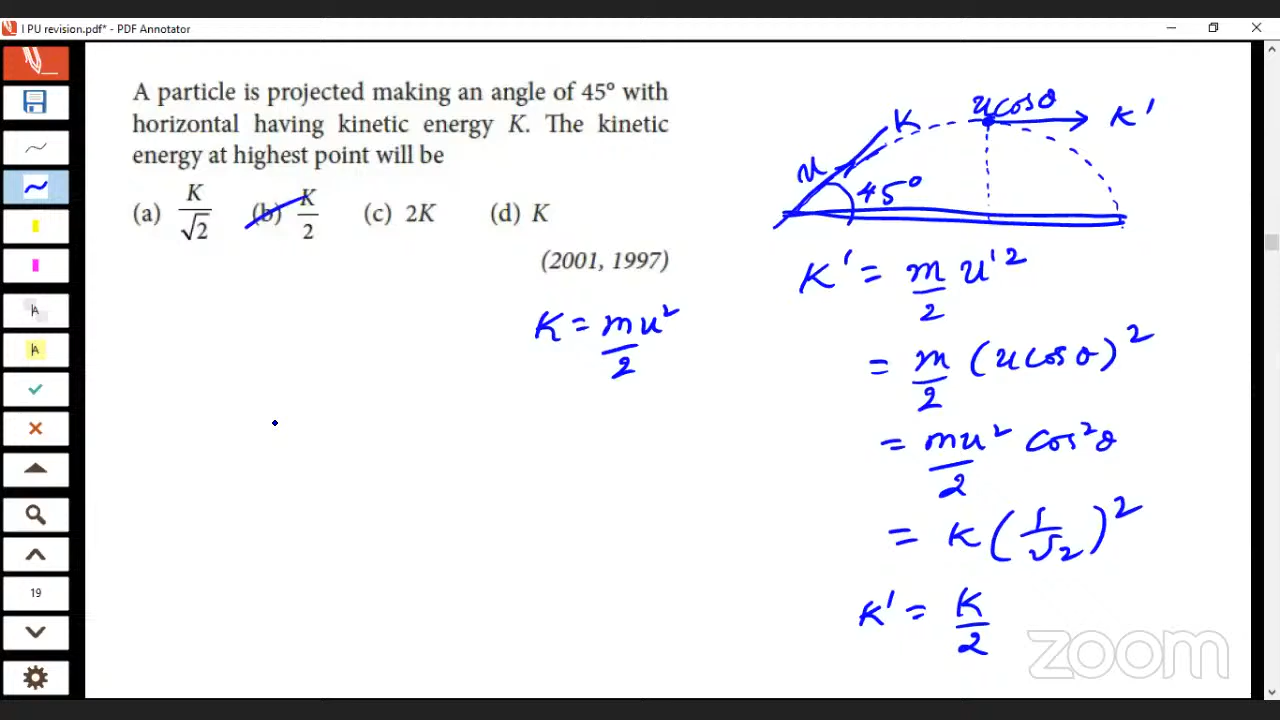 I PU revision.pdf* - PDF Annotator
A particle is projected making an angle of 45° with
horizontal having kinetic energy K. The kinetic
energy at highest point will be
(a) K/√2 (b) K/2 (c) 2K (d) K
(2001, 1997)
K = mu²/2
u K 45° u cosθ K'
K' = m/2 u'²
= m/2 (u cosθ)²
= mu²/2 cos²θ
= K (1/√2)²
K' = K/2
A
A
19
zoom